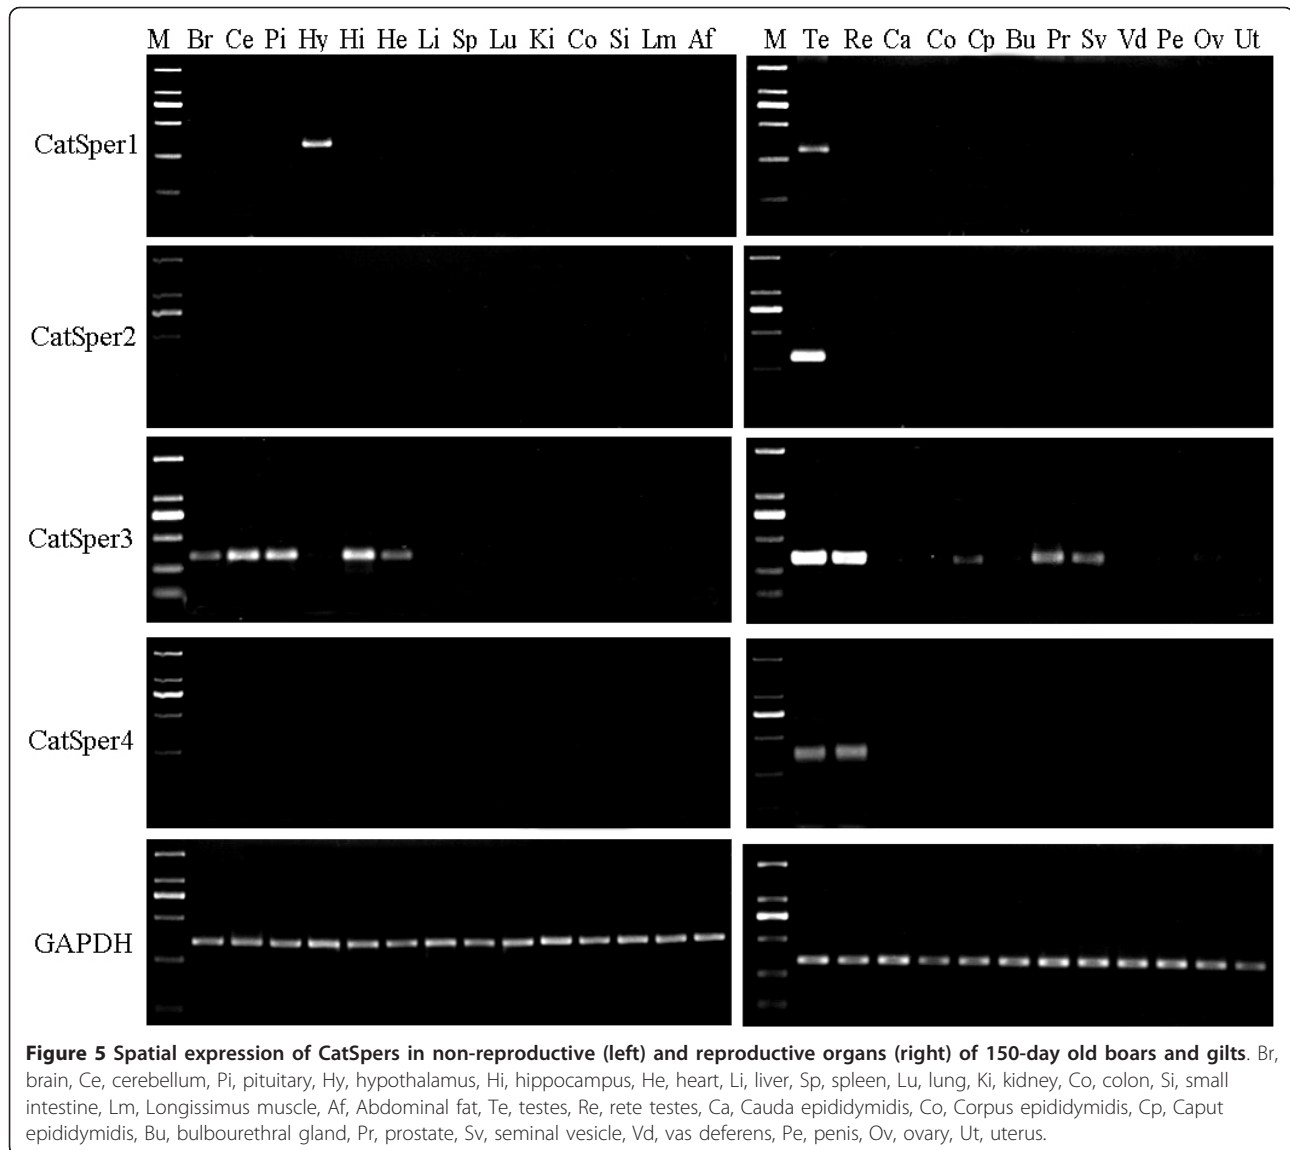 M Br Ce Pi Hy Hi He Li Sp Lu Ki Co Si Lm Af
M Te Re Ca Co Cp Bu Pr Sv Vd Pe Ov Ut
CatSper1
CatSper2
CatSper3
CatSper4
GAPDH
Figure 5 Spatial expression of CatSpers in non-reproductive (left) and reproductive organs (right) of 150-day old boars and gilts. Br,
brain, Ce, cerebellum, Pi, pituitary, Hy, hypothalamus, Hi, hippocampus, He, heart, Li, liver, Sp, spleen, Lu, lung, Ki, kidney, Co, colon, Si, small
intestine, Lm, Longissimus muscle, Af, Abdominal fat, Te, testes, Re, rete testes, Ca, Cauda epididymidis, Co, Corpus epididymidis, Cp, Caput
epididymidis, Bu, bulbourethral gland, Pr, prostate, Sv, seminal vesicle, Vd, vas deferens, Pe, penis, Ov, ovary, Ut, uterus.